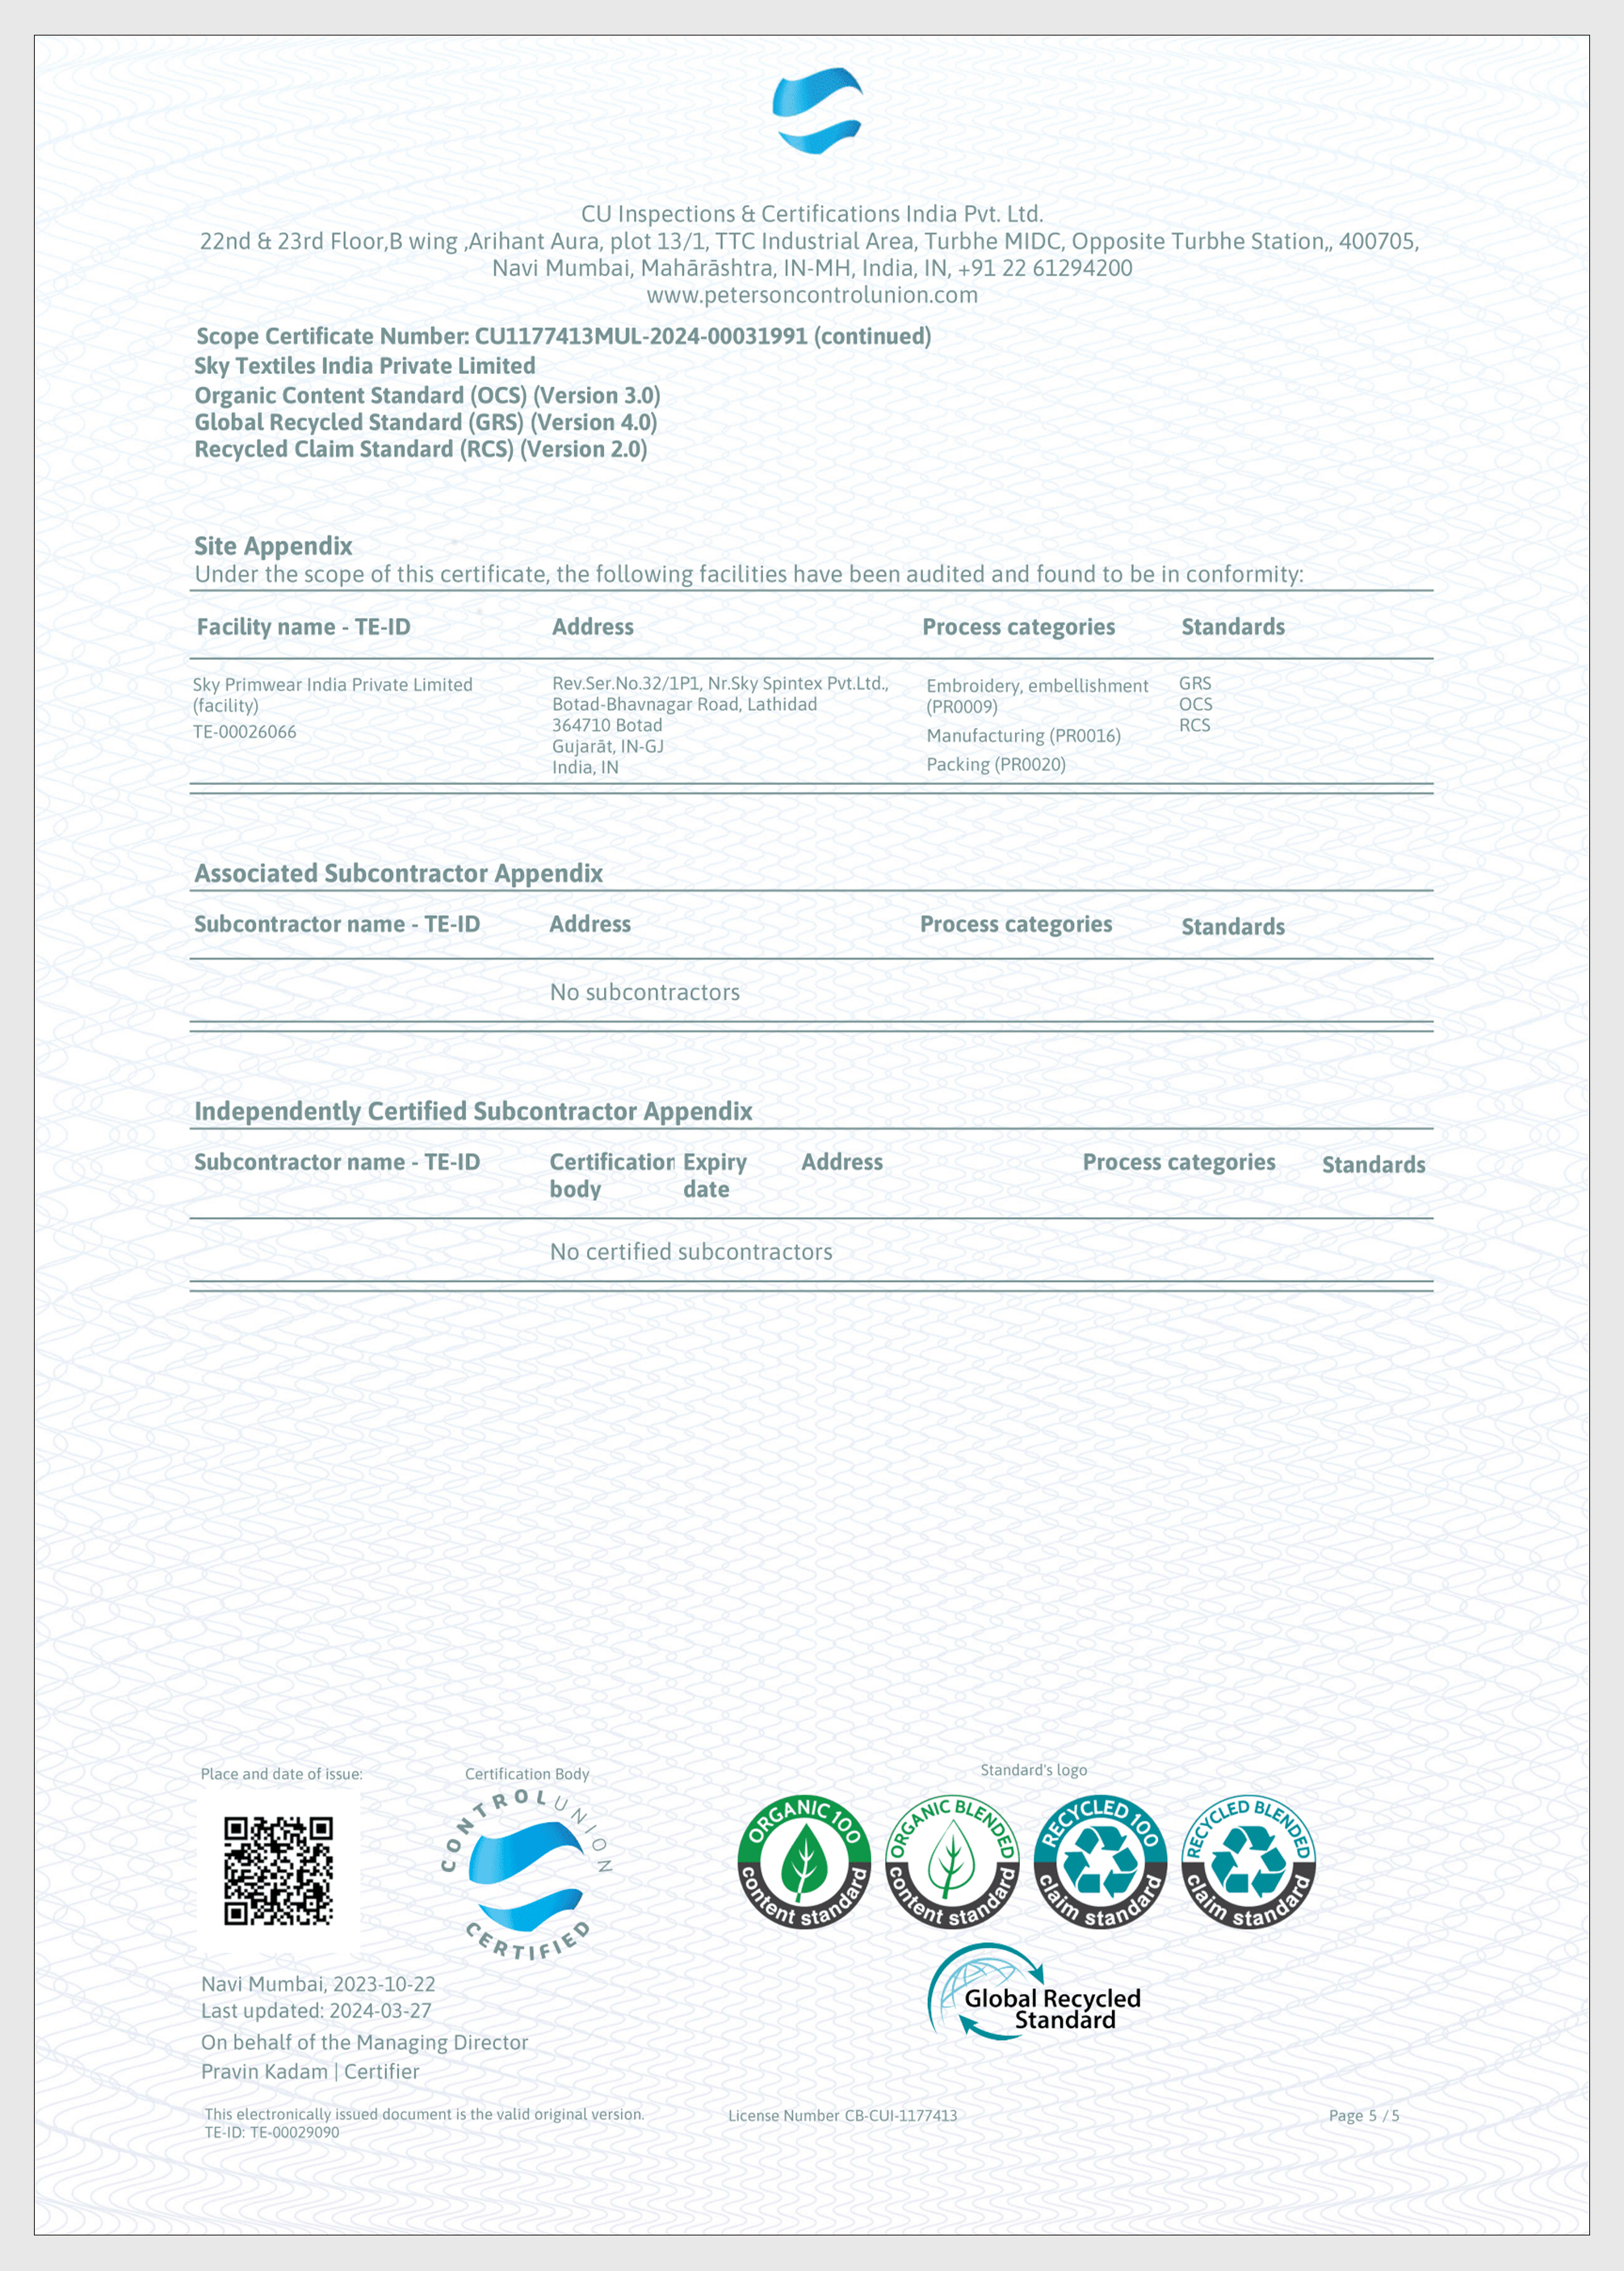 CU Inspections & Certifications India Pvt. Ltd.
22nd & 23rd Floor,B wing ,Arihant Aura, plot 13/1, TTC Industrial Area, Turbhe MIDC, Opposite Turbhe Station,, 400705,
Navi Mumbai, Mahārāshtra, IN-MH, India, IN, +91 22 61294200
www.petersoncontrolunion.com
Scope Certificate Number: CU1177413MUL-2024-00031991 (continued)
Sky Textiles India Private Limited
Organic Content Standard (OCS) (Version 3.0)
Global Recycled Standard (GRS) (Version 4.0)
Recycled Claim Standard (RCS) (Version 2.0)
Site Appendix
Under the scope of this certificate, the following facilities have been audited and found to be in conformity:
Facility name - TE-ID Address Process categories Standards
Sky Primwear India Private Limited
(facility)
TE-00026066
Rev.Ser.No.32/1P1, Nr.Sky Spintex Pvt.Ltd.,
Botad-Bhavnagar Road, Lathidad
364710 Botad
Gujarāt, IN-GJ
India, IN
Embroidery, embellishment
(PR0009)
Manufacturing (PR0016)
Packing (PR0020)
GRS
OCS
RCS
Associated Subcontractor Appendix
Subcontractor name - TE-ID Address Process categories Standards
No subcontractors
Independently Certified Subcontractor Appendix
Subcontractor name - TE-ID
Certification
body
Expiry
date
Address
Process categories
Standards
No certified subcontractors
Place and date of issue:
Certification Body
Standard's logo
CONTROLUNION
CERTIFIED
ORGANIC 100
content standard
ORGANIC BLENDED
content standard
RECYCLED 100
claim standard
RECYCLED BLENDED
claim standard
Global Recycled
Standard
Navi Mumbai, 2023-10-22
Last updated: 2024-03-27
On behalf of the Managing Director
Pravin Kadam | Certifier
This electronically issued document is the valid original version.
TE-ID: TE-00029090
License Number CB-CUI-1177413
Page 5 / 5